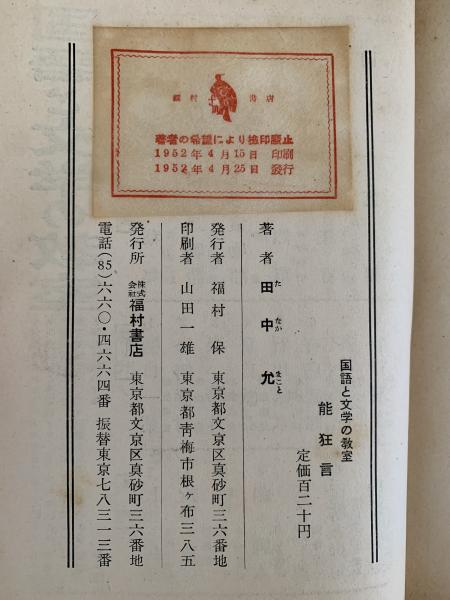 福村 書店
著者の希望により検印廃止
1952年4月15日 印刷
1952年4月25日 發行
国語と文学の教室
能狂言
定価百二十円
著者 田中允
た なか まこと
発行者 福村保 東京都文京区真砂町三六番地
印刷者 山田一雄 東京都青梅市根ヶ布三八五
発行所 株式会社 福村書店 東京都文京区真砂町三六番地
電話(85)六六〇・四六六四番 振替東京七八三一三番